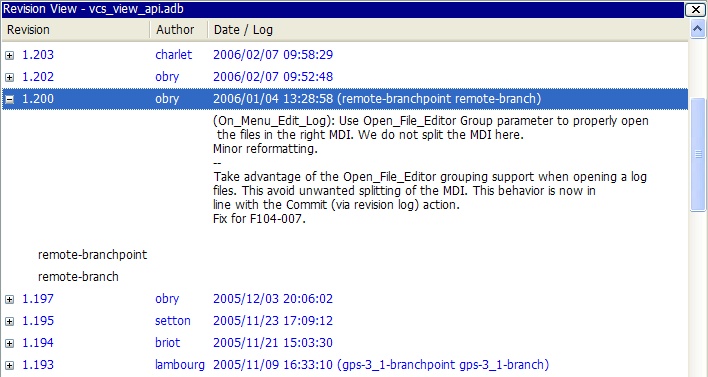 Revision View - vcs_view_api.adb
Revision Author Date / Log
1.203 charlet 2006/02/07 09:58:29
1.202 obry 2006/02/07 09:52:48
1.200 obry 2006/01/04 13:28:58 (remote-branchpoint remote-branch)
(On_Menu_Edit_Log): Use Open_File_Editor Group parameter to properly open
the files in the right MDI. We do not split the MDI here.
Minor reformatting.
--
Take advantage of the Open_File_Editor grouping support when opening a log
files. This avoid unwanted splitting of the MDI. This behavior is now in
line with the Commit (via revision log) action.
Fix for F104-007.
remote-branchpoint
remote-branch
1.197 obry 2005/12/03 20:06:02
1.195 setton 2005/11/23 17:09:12
1.194 briot 2005/11/21 15:03:30
1.193 lambourg 2005/11/09 16:33:10 (gps-3_1-branchpoint gps-3_1-branch)